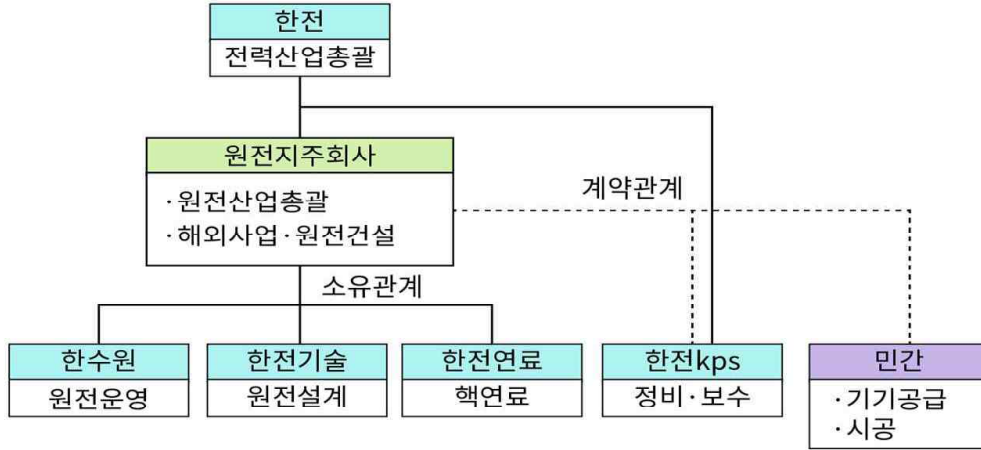 한전
전력산업총괄
원전지주회사
·원전산업총괄
·해외사업·원전건설
계약관계
소유관계
한수원
원전운영
한전기술
원전설계
한전연료
핵연료
한전kps
정비·보수
민간
·기기공급
·시공